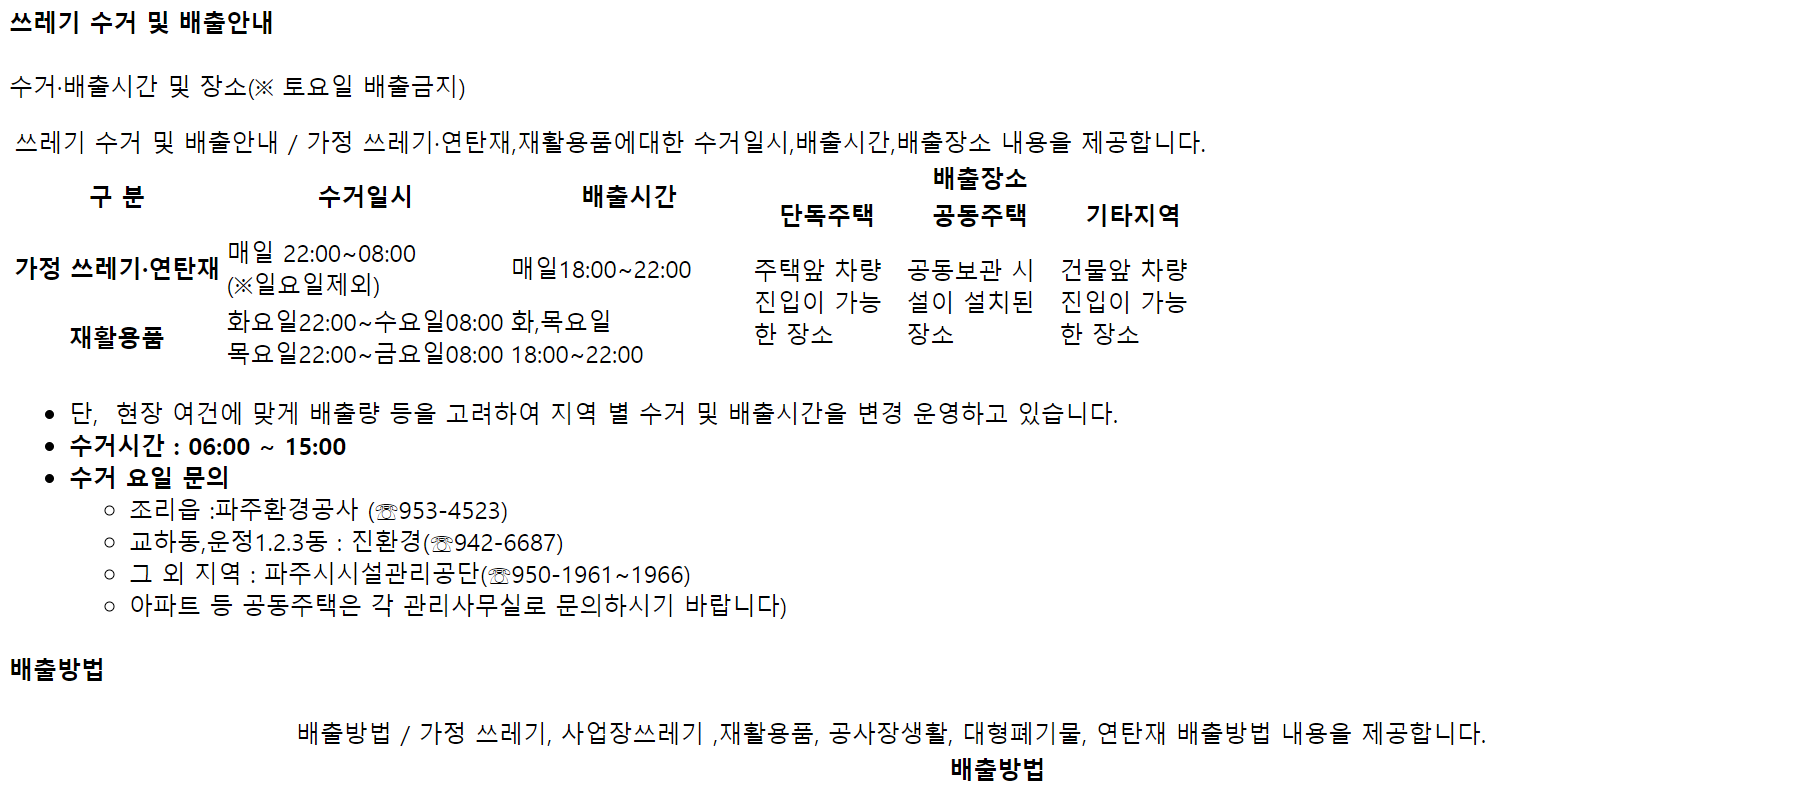 쓰레기 수거 및 배출안내
수거·배출시간 및 장소(※ 토요일 배출금지)
쓰레기 수거 및 배출안내 / 가정 쓰레기·연탄재,재활용품에대한 수거일시,배출시간,배출장소 내용을 제공합니다.
구 분 수거일시 배출시간 배출장소
단독주택 공동주택 기타지역
가정 쓰레기·연탄재 매일 22:00~08:00
(※일요일제외)
매일18:00~22:00
주택앞 차량
진입이 가능
한 장소
공동보관 시
설이 설치된
장소
건물앞 차량
진입이 가능
한 장소
재활용품 화요일22:00~수요일08:00
목요일22:00~금요일08:00
화,목요일
18:00~22:00
• 단, 현장 여건에 맞게 배출량 등을 고려하여 지역 별 수거 및 배출시간을 변경 운영하고 있습니다.
• 수거시간 : 06:00 ~ 15:00
• 수거 요일 문의
○ 조리읍 :파주환경공사 (☏953-4523)
○ 교하동,운정1.2.3동 : 진환경(☏942-6687)
○ 그 외 지역 : 파주시시설관리공단(☏950-1961~1966)
○ 아파트 등 공동주택은 각 관리사무실로 문의하시기 바랍니다)
배출방법
배출방법 / 가정 쓰레기, 사업장쓰레기 ,재활용품, 공사장생활, 대형폐기물, 연탄재 배출방법 내용을 제공합니다.
배출방법